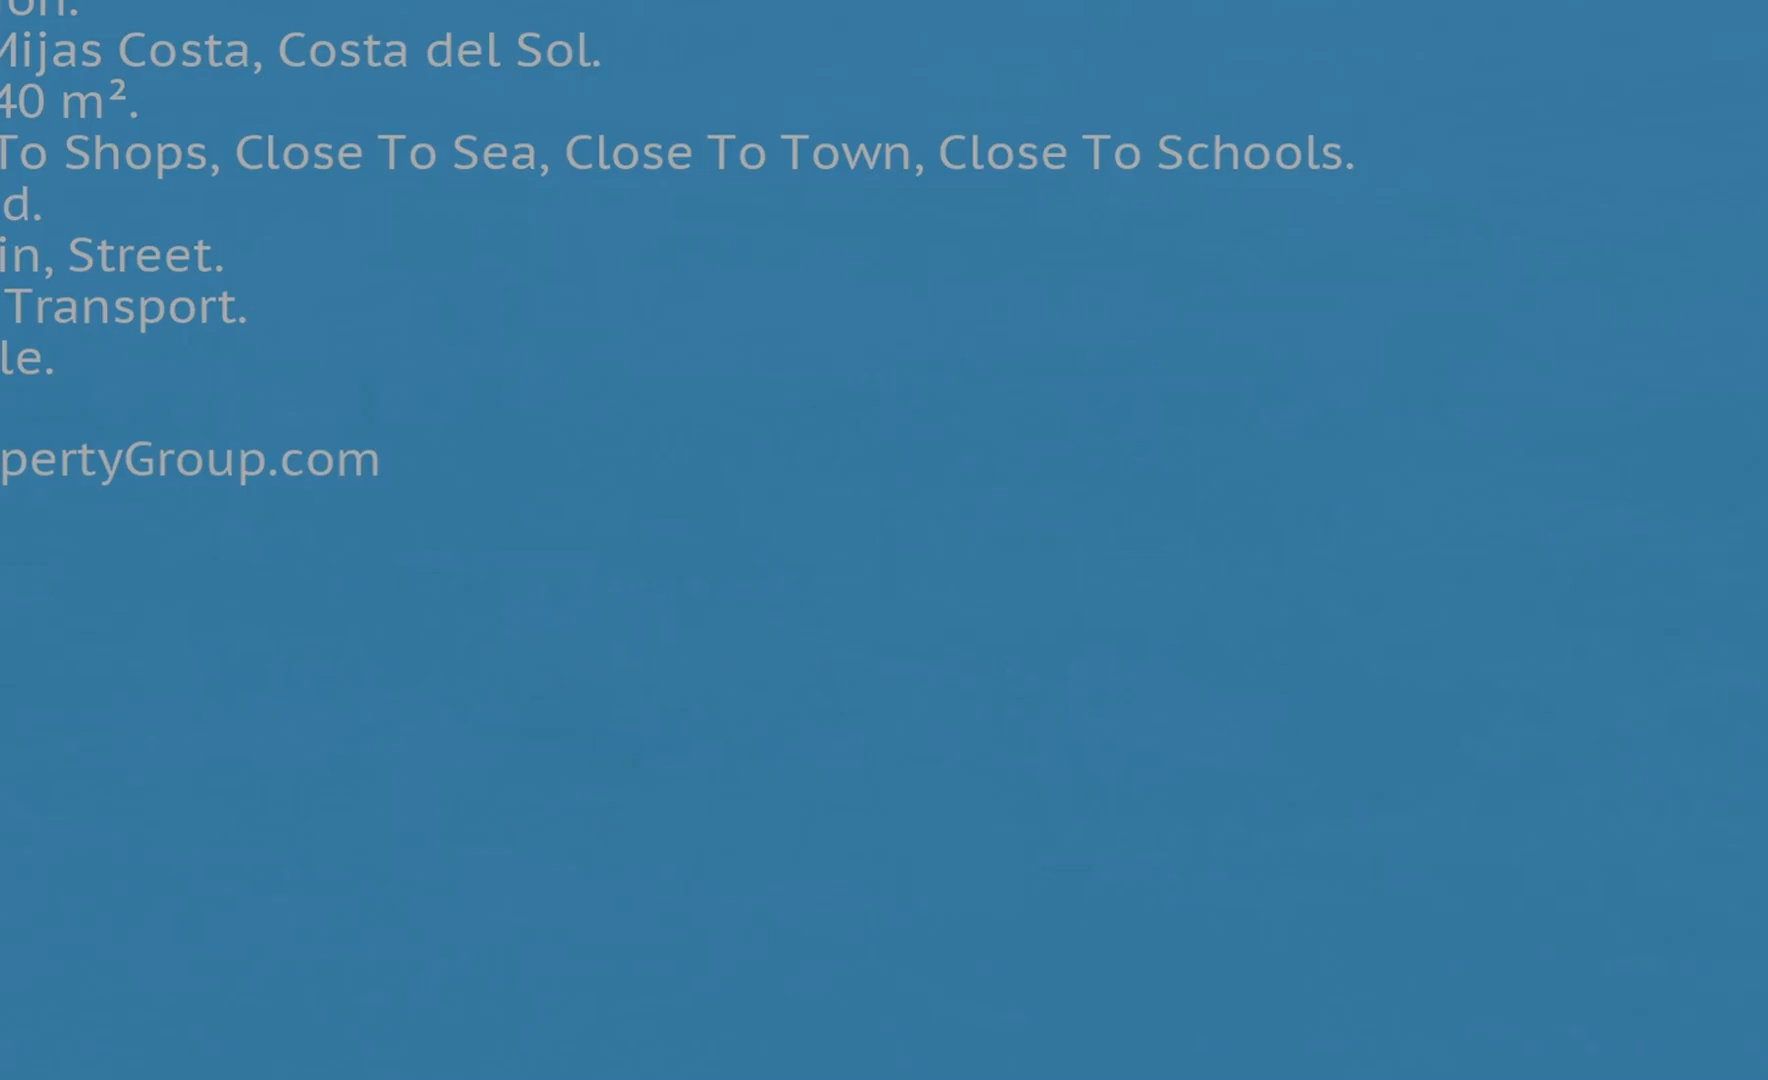 Mijas Costa, Costa del Sol.
40 m².
To Shops, Close To Sea, Close To Town, Close To Schools.
d.
in, Street.
Transport.
le.
pertyGroup.com